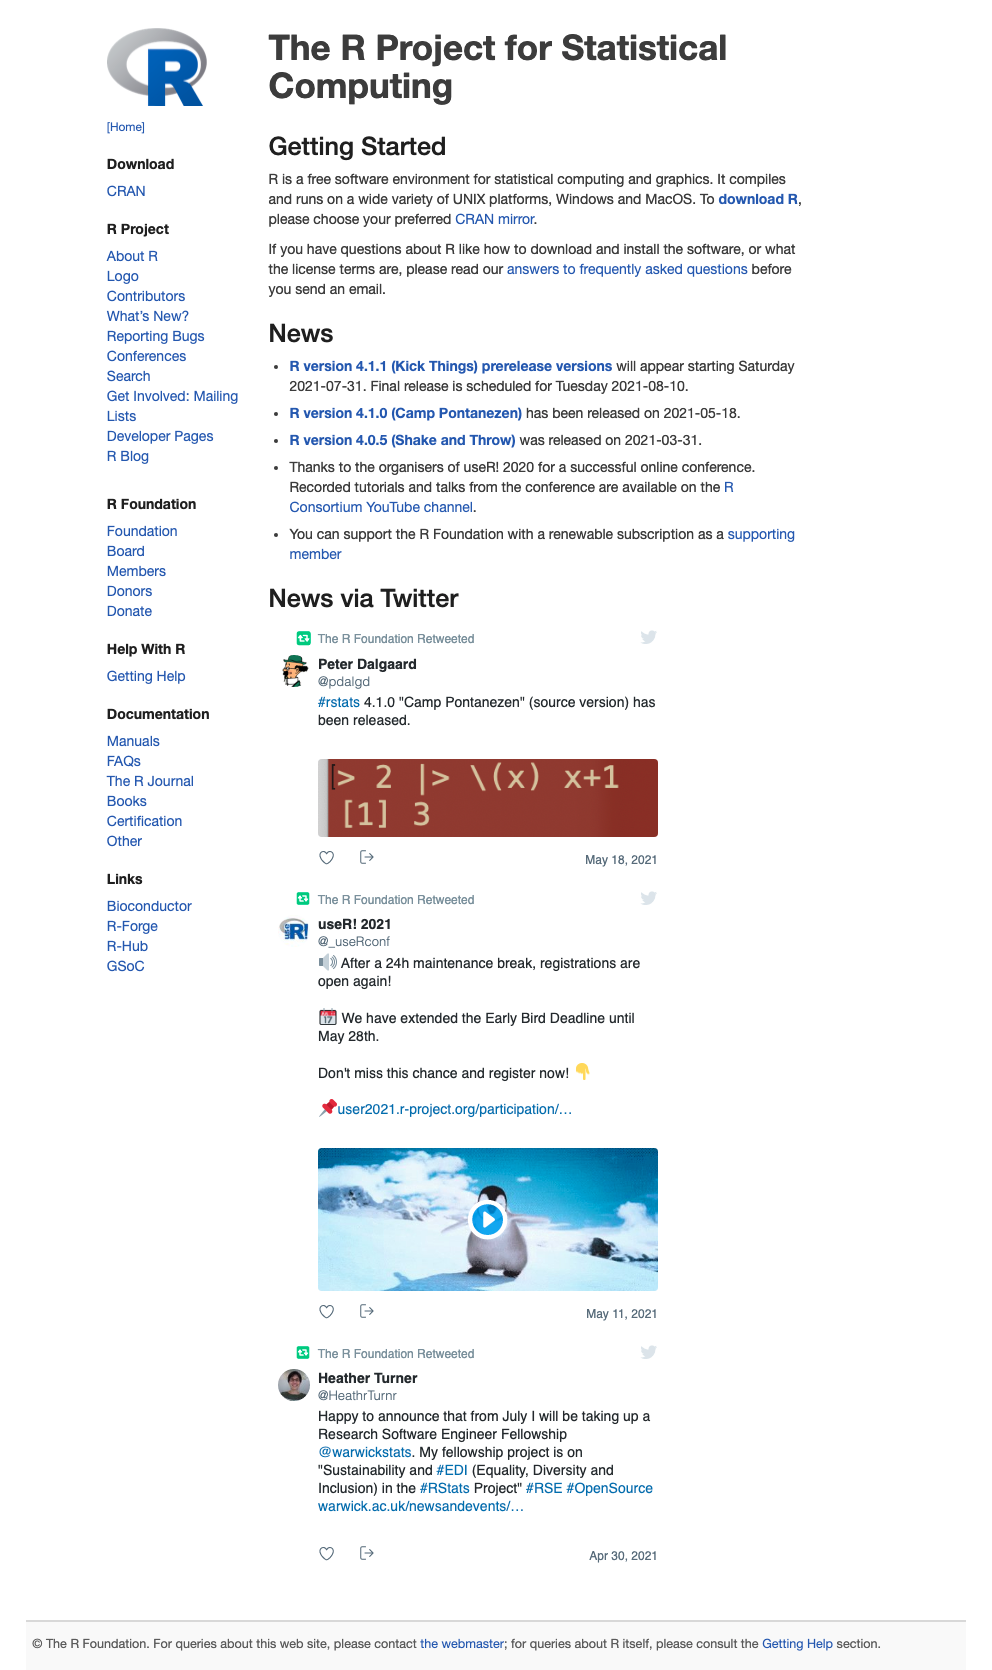 R
[Home]
Download
CRAN
R Project
About R
Logo
Contributors
What's New?
Reporting Bugs
Conferences
Search
Get Involved: Mailing
Lists
Developer Pages
R Blog
R Foundation
Foundation
Board
Members
Donors
Donate
Help With R
Getting Help
Documentation
Manuals
FAQs
The R Journal
Books
Certification
Other
Links
Bioconductor
R-Forge
R-Hub
GSoC
The R Project for Statistical
Computing
Getting Started
R is a free software environment for statistical computing and graphics. It compiles
and runs on a wide variety of UNIX platforms, Windows and MacOS. To download R,
please choose your preferred CRAN mirror.
If you have questions about R like how to download and install the software, or what
the license terms are, please read our answers to frequently asked questions before
you send an email.
News
• R version 4.1.1 (Kick Things) prerelease versions will appear starting Saturday
2021-07-31. Final release is scheduled for Tuesday 2021-08-10.
• R version 4.1.0 (Camp Pontanezen) has been released on 2021-05-18.
• R version 4.0.5 (Shake and Throw) was released on 2021-03-31.
• Thanks to the organisers of useR! 2020 for a successful online conference.
Recorded tutorials and talks from the conference are available on the R
Consortium YouTube channel.
• You can support the R Foundation with a renewable subscription as a supporting
member
News via Twitter
The R Foundation Retweeted
Peter Dalgaard
@pdalgd
#rstats 4.1.0 "Camp Pontanezen" (source version) has
been released.
> 2 |> \(x) x+1
[1] 3
May 18, 2021
The R Foundation Retweeted
useR!
useR! 2021
@_useRconf
🔊 After a 24h maintenance break, registrations are
open again!
📅 We have extended the Early Bird Deadline until
May 28th.
Don't miss this chance and register now! 👇
📌user2021.r-project.org/participation/…
May 11, 2021
The R Foundation Retweeted
Heather Turner
@HeathrTurnr
Happy to announce that from July I will be taking up a
Research Software Engineer Fellowship
@warwickstats. My fellowship project is on
"Sustainability and #EDI (Equality, Diversity and
Inclusion) in the #RStats Project" #RSE #OpenSource
warwick.ac.uk/newsandevents/…
Apr 30, 2021
© The R Foundation. For queries about this web site, please contact the webmaster; for queries about R itself, please consult the Getting Help section.